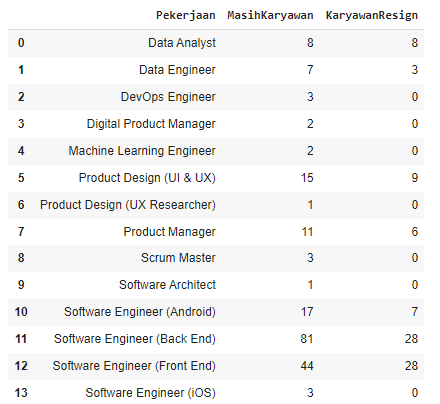 Pekerjaan MasihKaryawan KaryawanResign
0 Data Analyst 8 8
1 Data Engineer 7 3
2 DevOps Engineer 3 0
3 Digital Product Manager 2 0
4 Machine Learning Engineer 2 0
5 Product Design (UI & UX) 15 9
6 Product Design (UX Researcher) 1 0
7 Product Manager 11 6
8 Scrum Master 3 0
9 Software Architect 1 0
10 Software Engineer (Android) 17 7
11 Software Engineer (Back End) 81 28
12 Software Engineer (Front End) 44 28
13 Software Engineer (iOS) 3 0